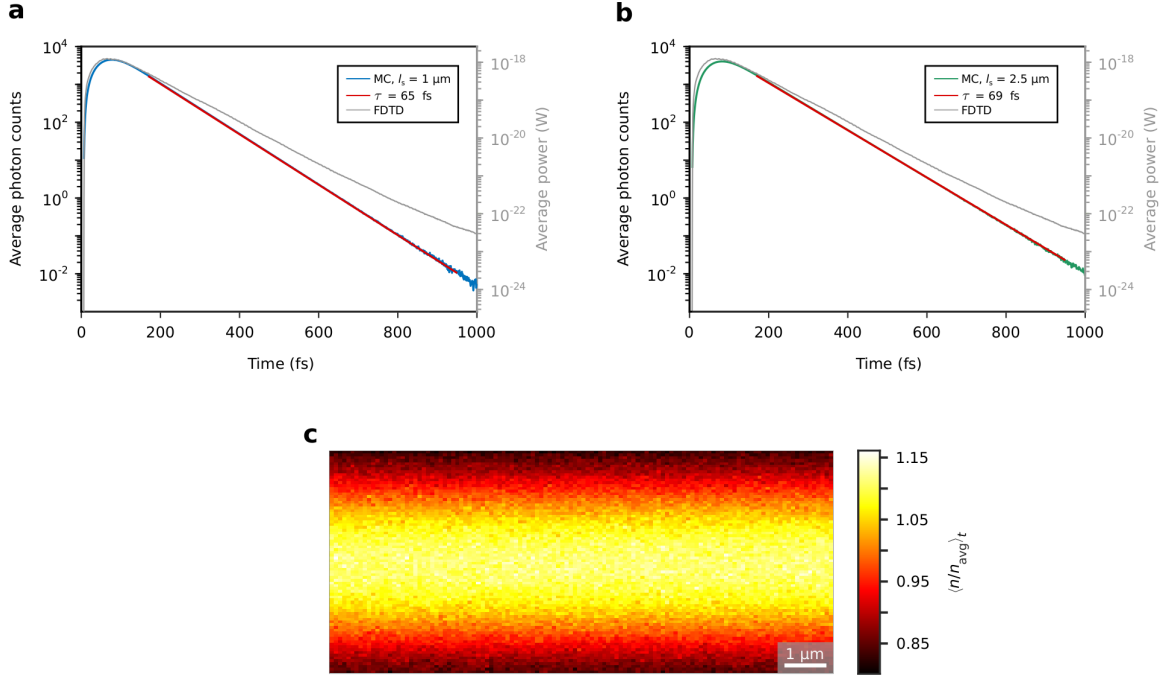 a
b
10^4
10^2
10^0
10^-2
Average photon counts
MC, l_s = 1 µm
τ = 65 fs
FDTD
10^-18
10^-20
10^-22
10^-24
Average power (W)
0 200 400 600 800 1000
Time (fs)
10^4
10^2
10^0
10^-2
Average photon counts
MC, l_s = 2.5 µm
τ = 69 fs
FDTD
10^-18
10^-20
10^-22
10^-24
Average power (W)
0 200 400 600 800 1000
Time (fs)
c
1 µm
1.15
1.05
0.95
0.85
⟨n/n_avg⟩_t